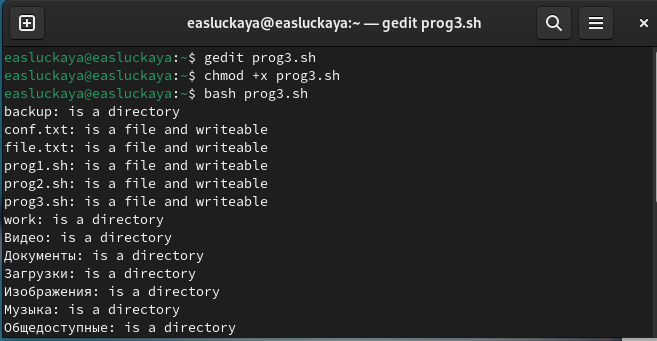 easluckaya@easluckaya:~ — gedit prog3.sh
easluckaya@easluckaya:~$ gedit prog3.sh
easluckaya@easluckaya:~$ chmod +x prog3.sh
easluckaya@easluckaya:~$ bash prog3.sh
backup: is a directory
conf.txt: is a file and writeable
file.txt: is a file and writeable
prog1.sh: is a file and writeable
prog2.sh: is a file and writeable
prog3.sh: is a file and writeable
work: is a directory
Видео: is a directory
Документы: is a directory
Загрузки: is a directory
Изображения: is a directory
Музыка: is a directory
Общедоступные: is a directory